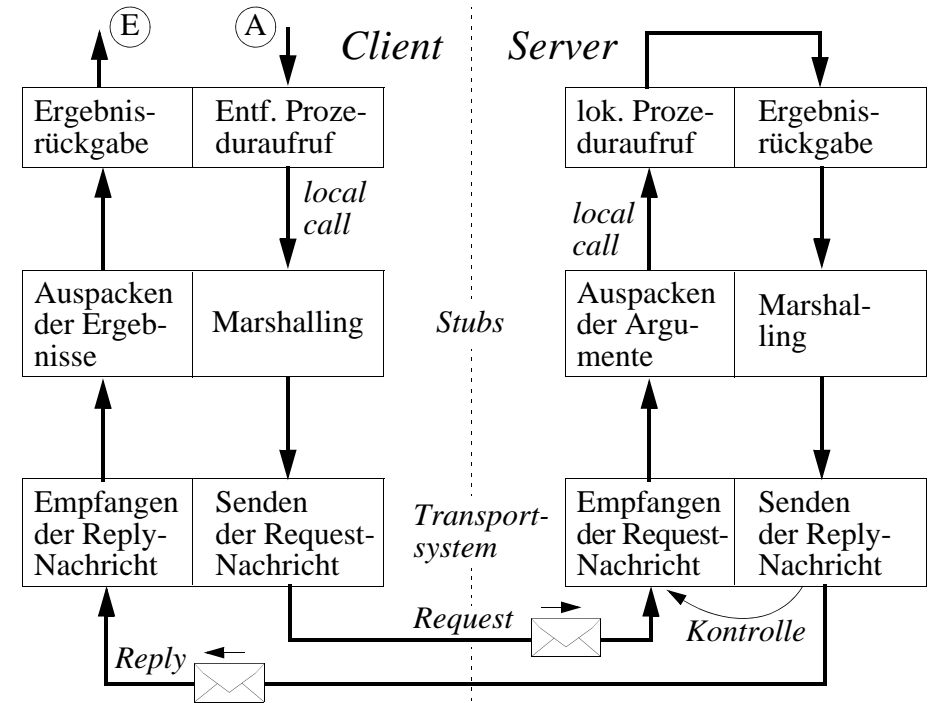 E
A
Client
Server
Ergebnis-
rückgabe
Entf. Proze-
duraufruf
lok. Proze-
duraufruf
Ergebnis-
rückgabe
local
call
local
call
Auspacken
der Ergeb-
nisse
Marshalling
Stubs
Auspacken
der Argu-
mente
Marshal-
ling
Empfangen
der Reply-
Nachricht
Senden
der Request-
Nachricht
Transport-
system
Empfangen
der Request-
Nachricht
Senden
der Reply-
Nachricht
Request
Kontrolle
Reply